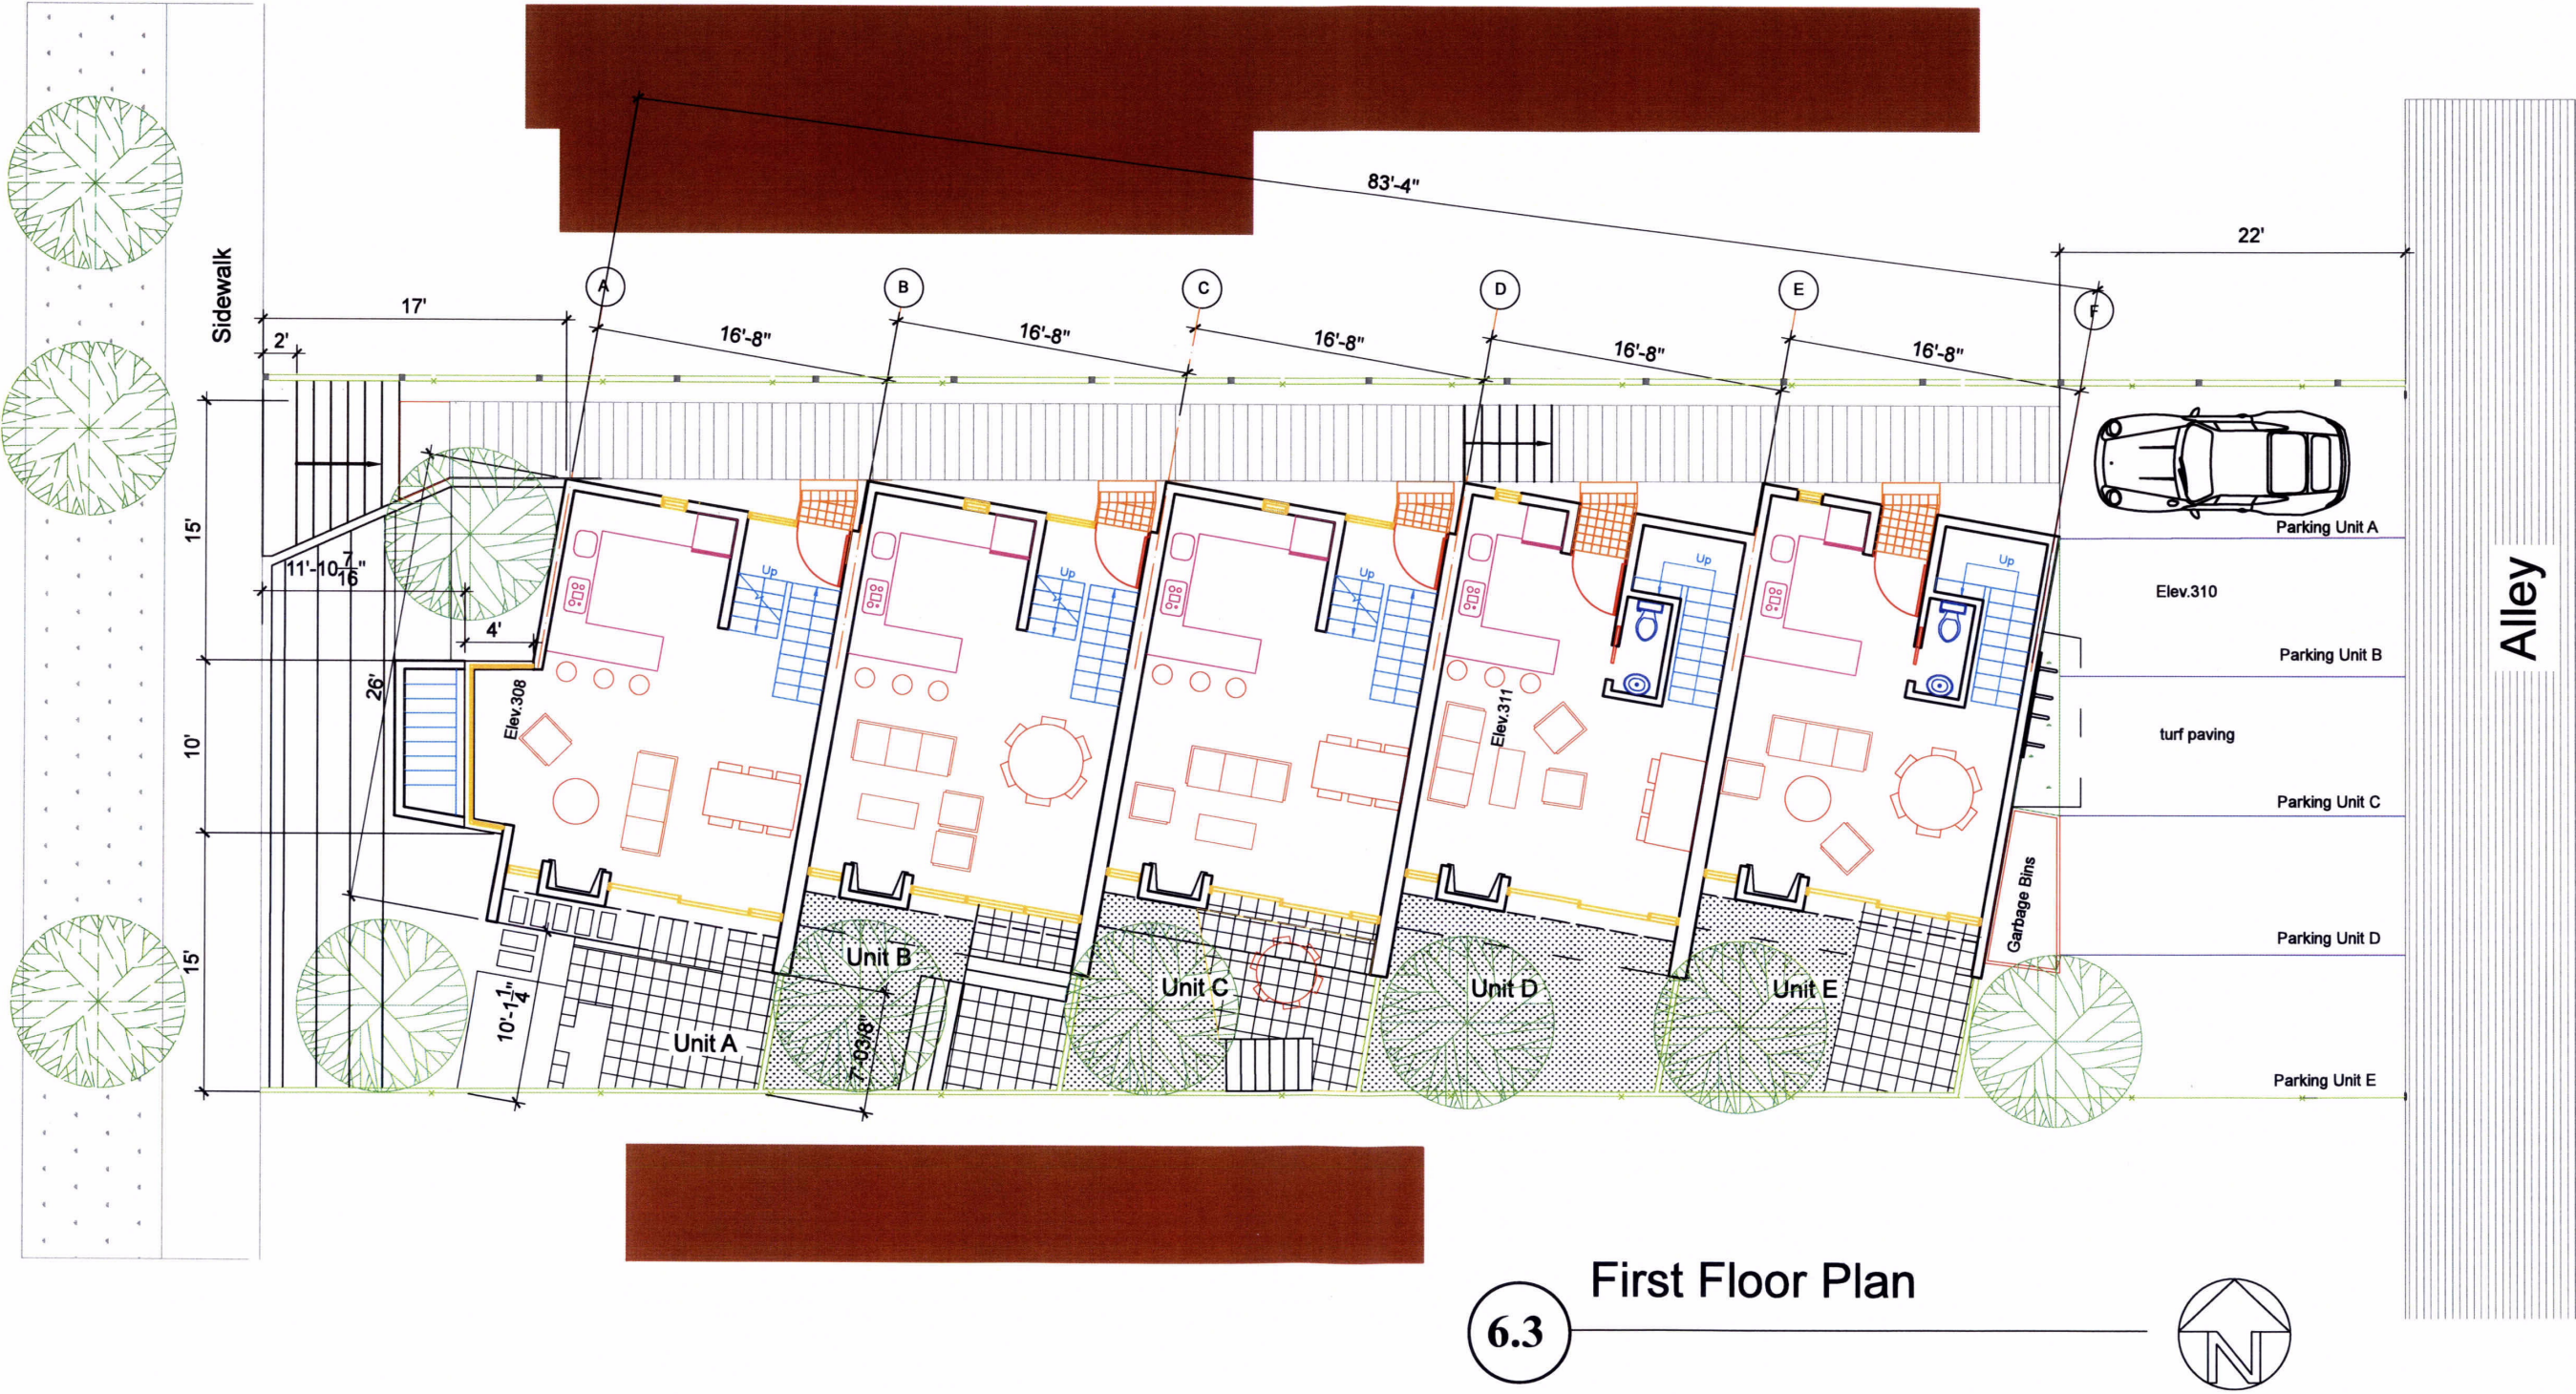 83'-4"
22'
Sidewalk
A
B
C
D
E
F
17'
2'
16'-8"
16'-8"
16'-8"
16'-8"
16'-8"
15'
10'
15'
11'-10 7/16"
4'
26'
Up
Up
Up
Up
Up
Elev.308
Elev.311
Parking Unit A
Elev.310
Parking Unit B
turf paving
Parking Unit C
Garbage Bins
Parking Unit D
Parking Unit E
Alley
Unit A
Unit B
Unit C
Unit D
Unit E
10'-1 1/4"
7'-03/8"
First Floor Plan
6.3
N